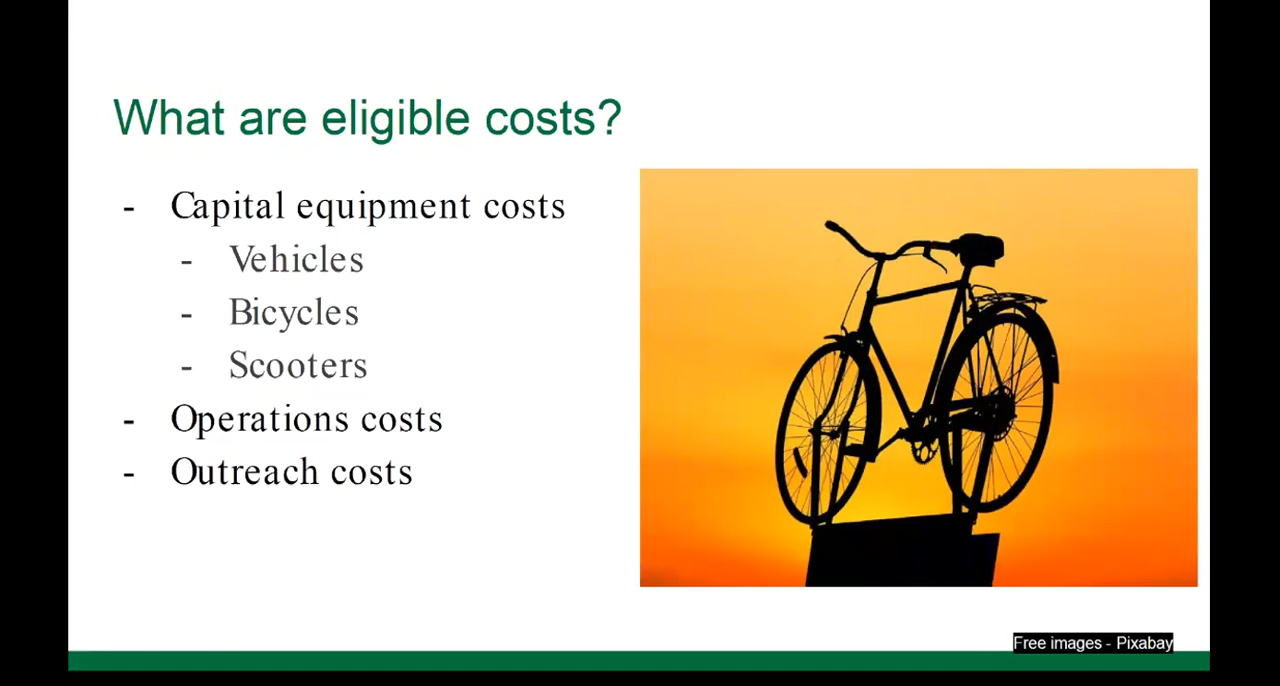 What are eligible costs?
- Capital equipment costs
- Vehicles
- Bicycles
- Scooters
- Operations costs
- Outreach costs
Free images - Pixabay